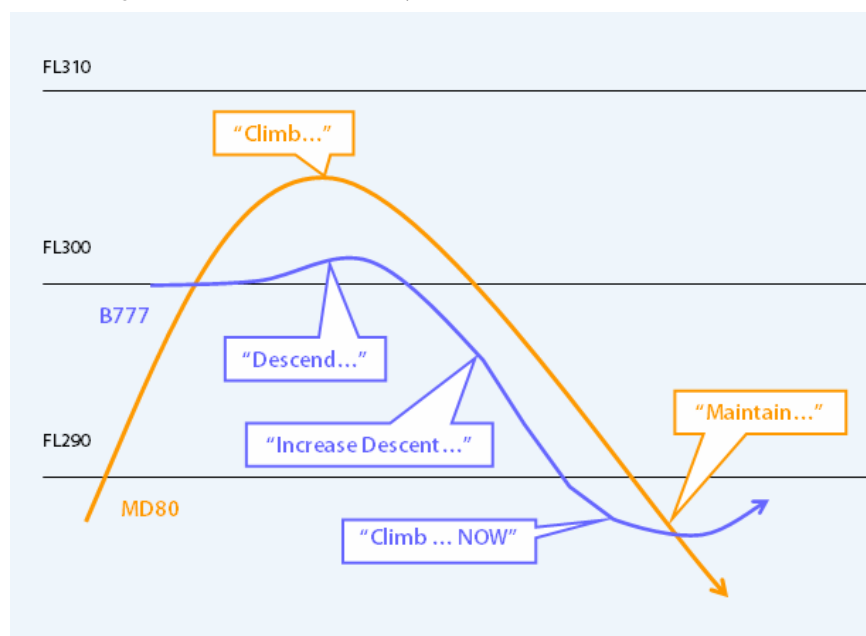 FL310
“Climb...”
FL300
B777
“Descend...”
“Maintain...”
FL290
“Increase Descent...”
MD80
“Climb ... NOW”